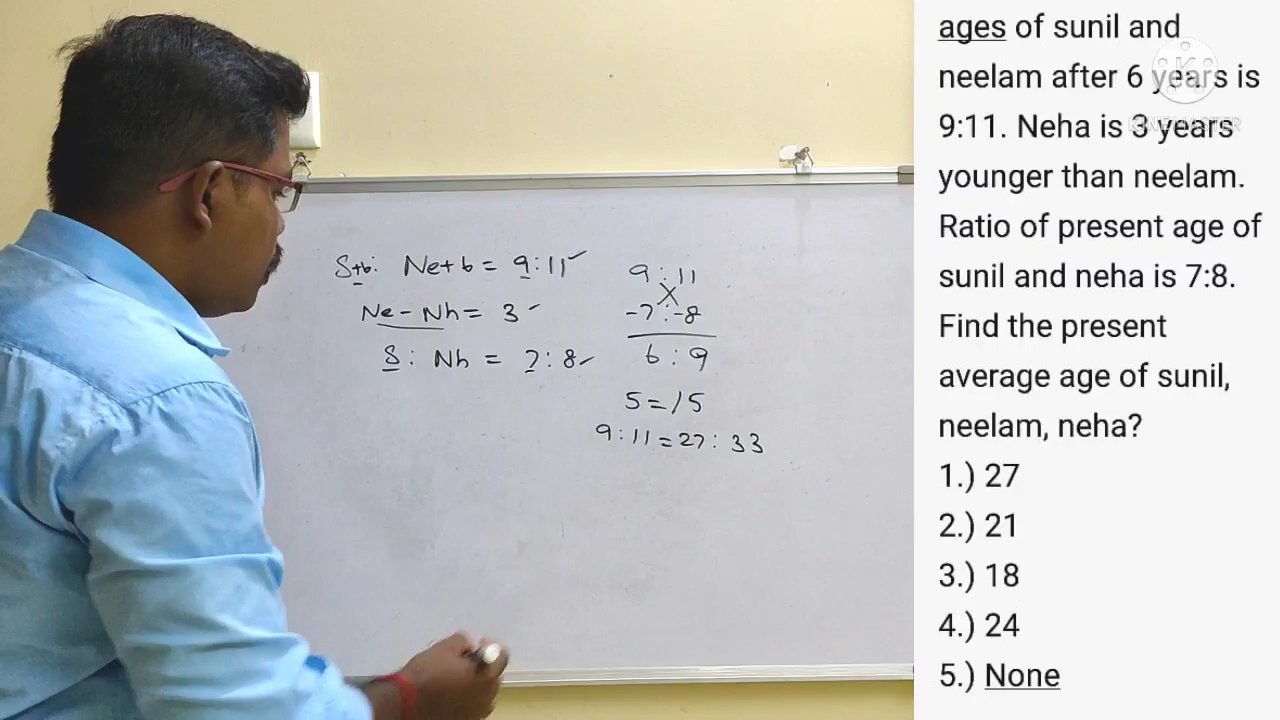 S+6: Ne+6 = 9:11
Ne - Nh = 3
S: Nh = 7:8
9:11
-7:-8
6:9
5=15
9:11=27:33
ages of sunil and
neelam after 6 years is
9:11. Neha is 3 years
younger than neelam.
Ratio of present age of
sunil and neha is 7:8.
Find the present
average age of sunil,
neelam, neha?
1.) 27
2.) 21
3.) 18
4.) 24
5.) None
KINEMASTER